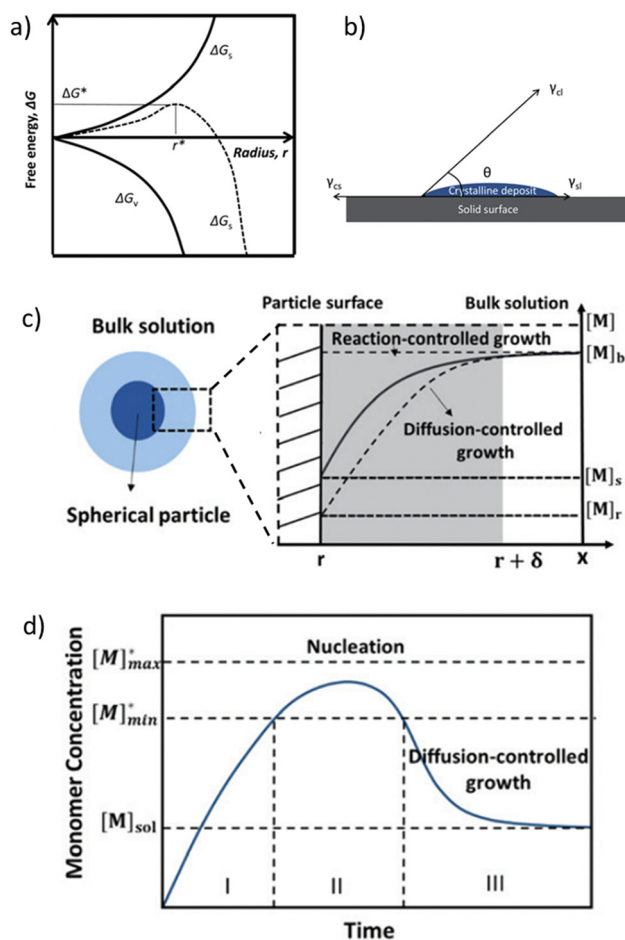 a)
Free energy, ΔG
ΔG*
ΔGs
r*
Radius, r
ΔGv
ΔGs
b)
γcl
θ
γcs
γsl
Crystalline deposit
Solid surface
c)
Particle surface
Bulk solution
[M]
Bulk solution
Reaction-controlled growth
[M]b
Diffusion-controlled
growth
[M]s
Spherical particle
[M]r
r
r + δ
X
d)
Monomer Concentration
Nucleation
[M]*max
[M]*min
Diffusion-controlled
growth
[M]sol
I
II
III
Time